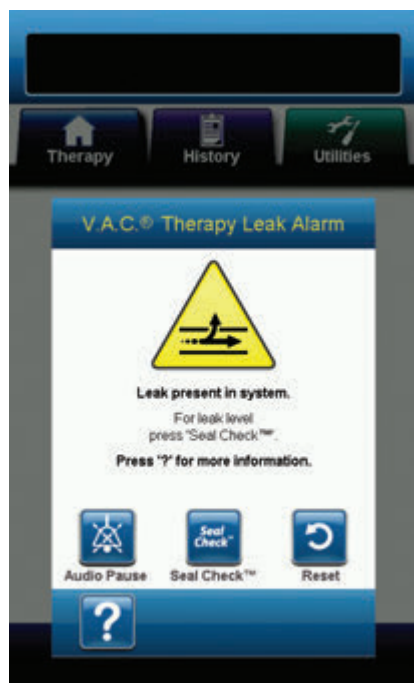 Therapy History Utilities
V.A.C.® Therapy Leak Alarm
Leak present in system.
For leak level
press 'Seal Check™'.
Press '?' for more information.
Seal
Check™
Audio Pause Seal Check™ Reset
?